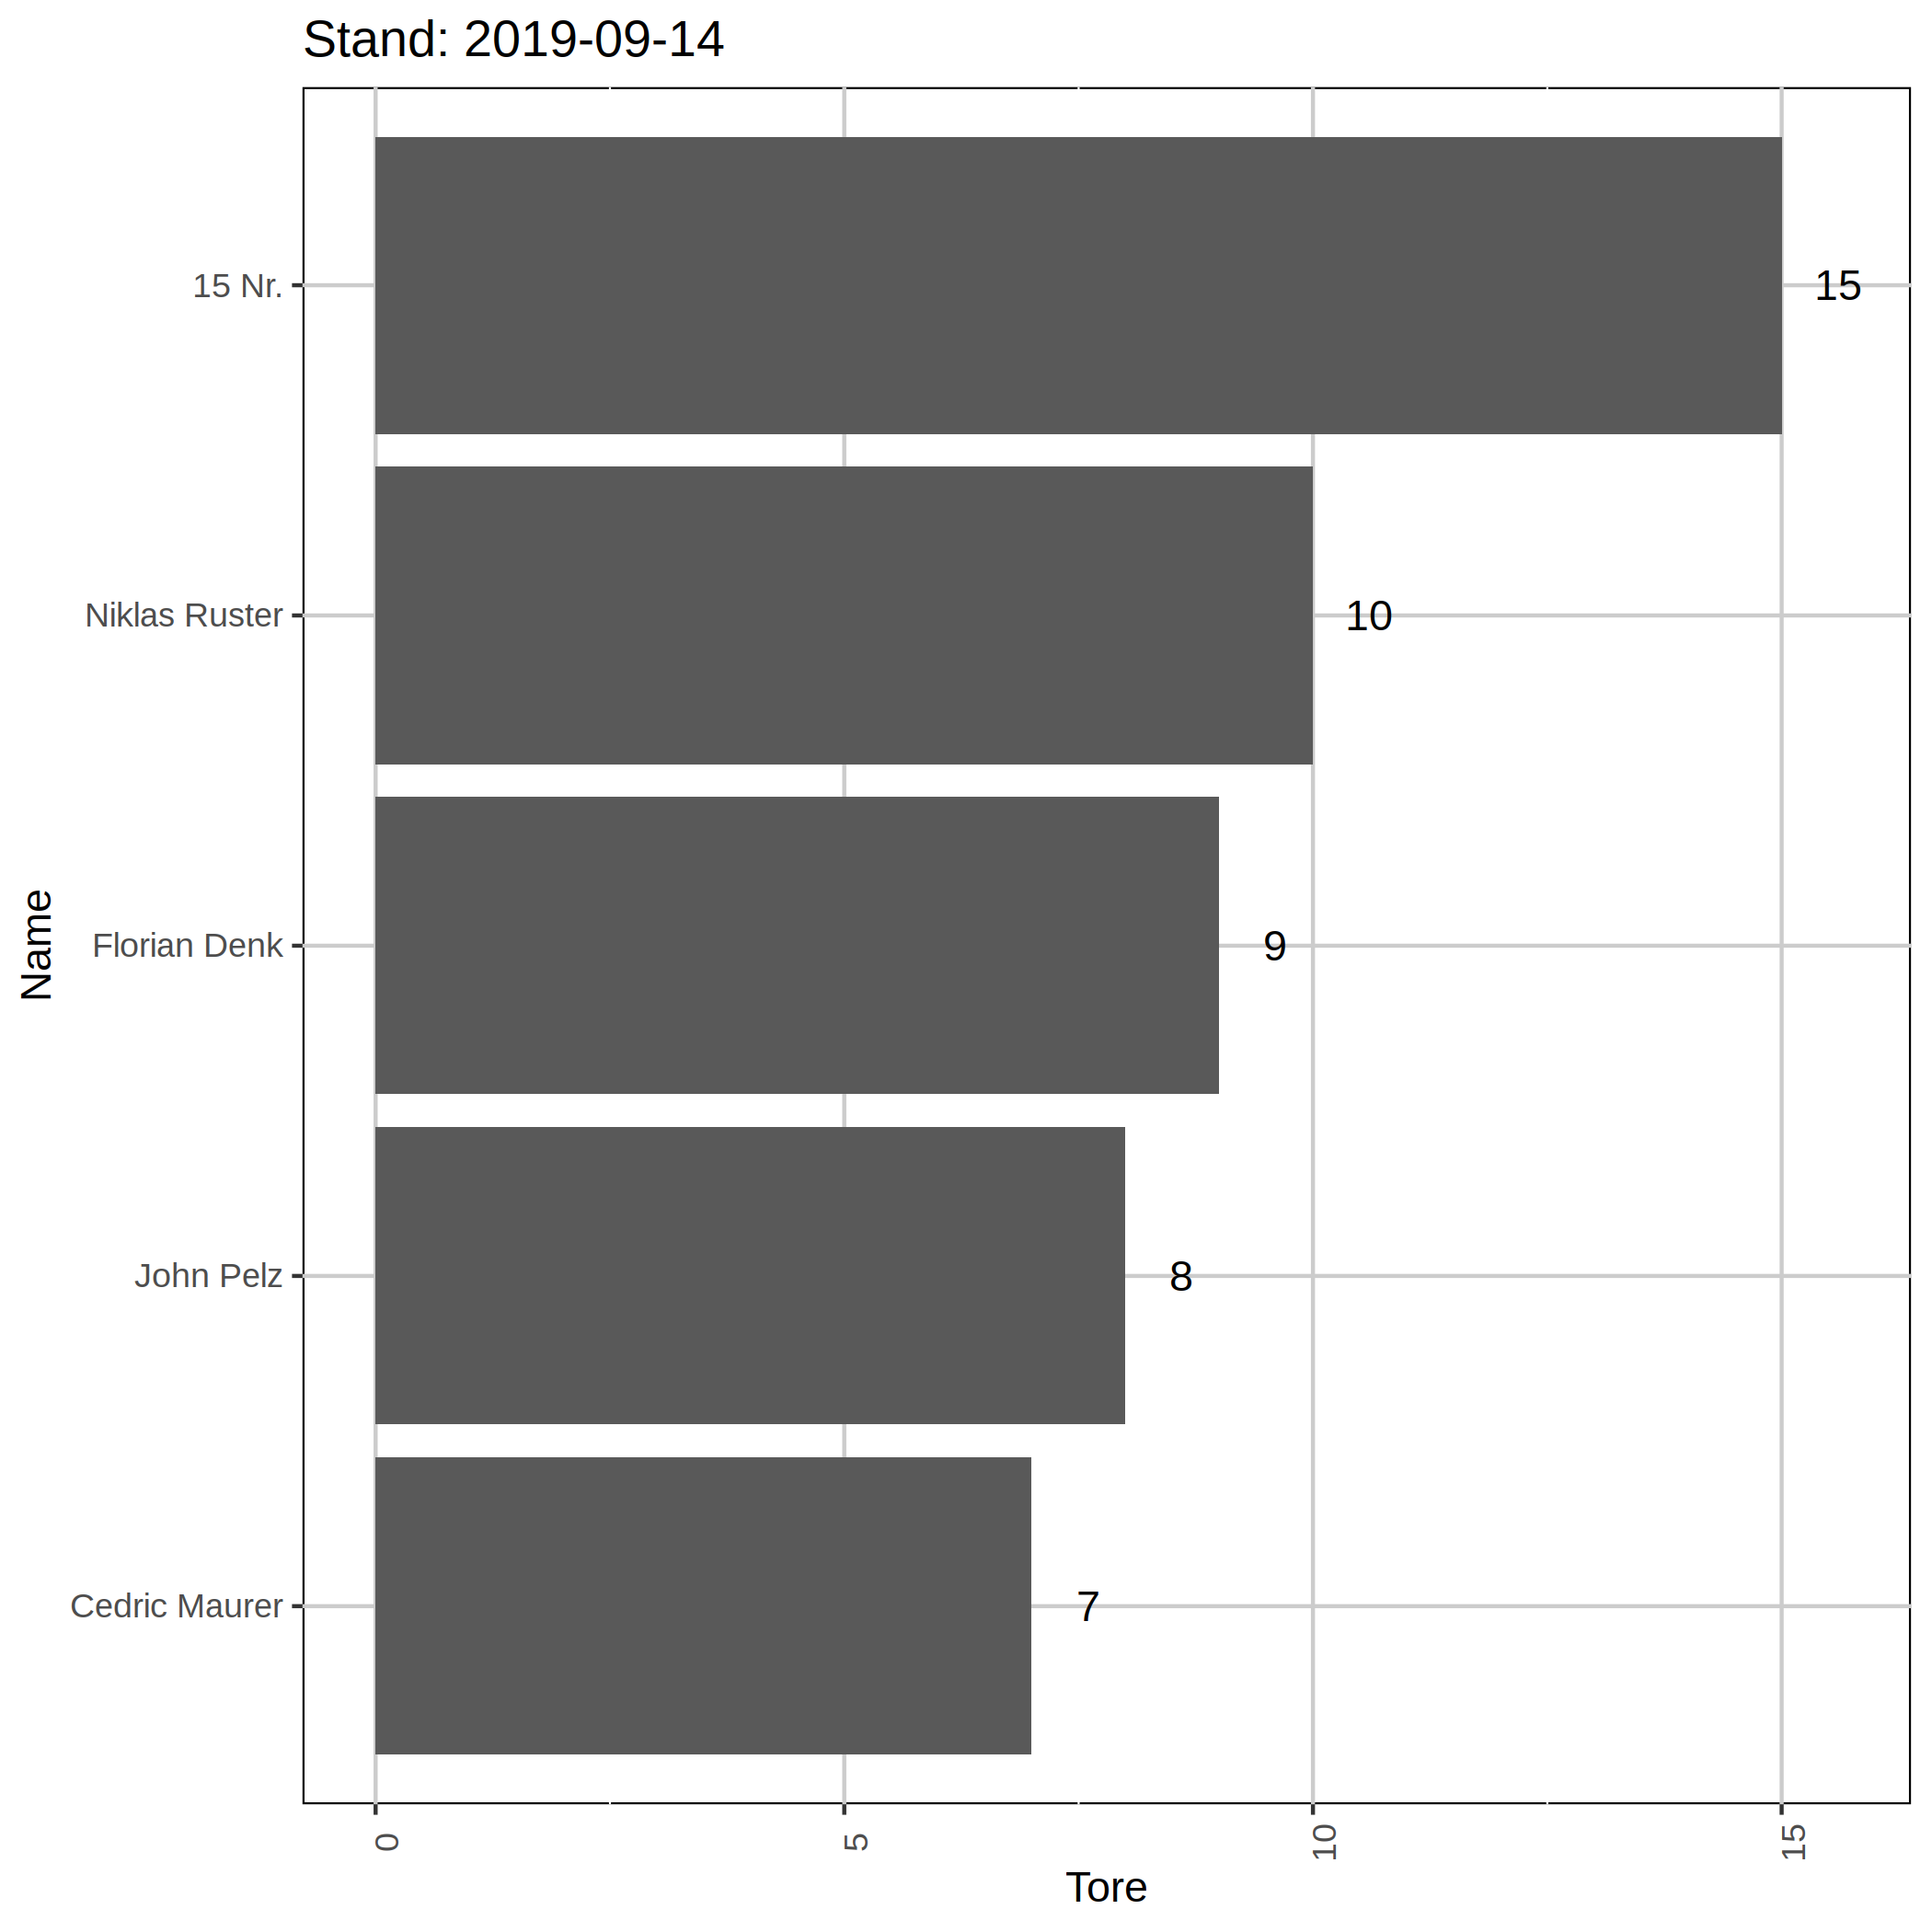 Stand: 2019-09-14
15 Nr.
15
Niklas Ruster
10
Florian Denk
9
John Pelz
8
Cedric Maurer
7
Name
0
5
10
15
Tore